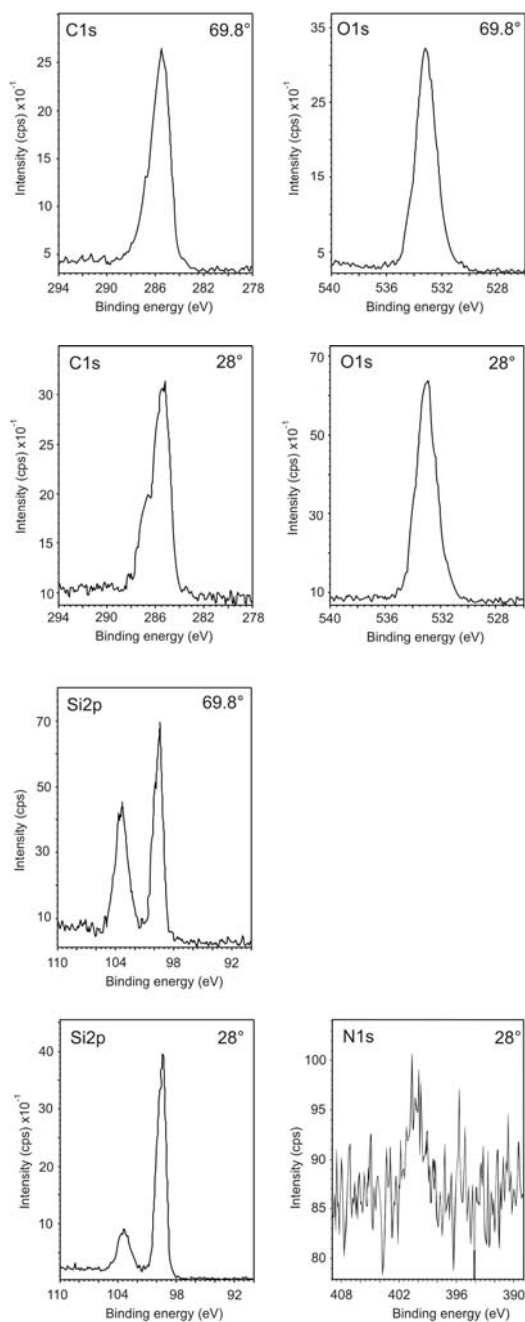 C1s 69.8°
Intensity (cps) x10⁻¹
25
20
15
10
5
294 290 286 282 278
Binding energy (eV)
O1s 69.8°
Intensity (cps) x10⁻¹
35
25
15
5
540 536 532 528
Binding energy (eV)
C1s 28°
Intensity (cps) x10⁻¹
30
25
20
15
10
294 290 286 282 278
Binding energy (eV)
O1s 28°
Intensity (cps) x10⁻¹
70
50
30
10
540 536 532 528
Binding energy (eV)
Si2p 69.8°
Intensity (cps)
70
50
30
10
110 104 98 92
Binding energy (eV)
Si2p 28°
Intensity (cps) x10⁻¹
40
30
20
10
110 104 98 92 90
Binding energy (eV)
N1s 28°
Intensity (cps)
100
95
90
85
80
408 402 396 390
Binding energy (eV)